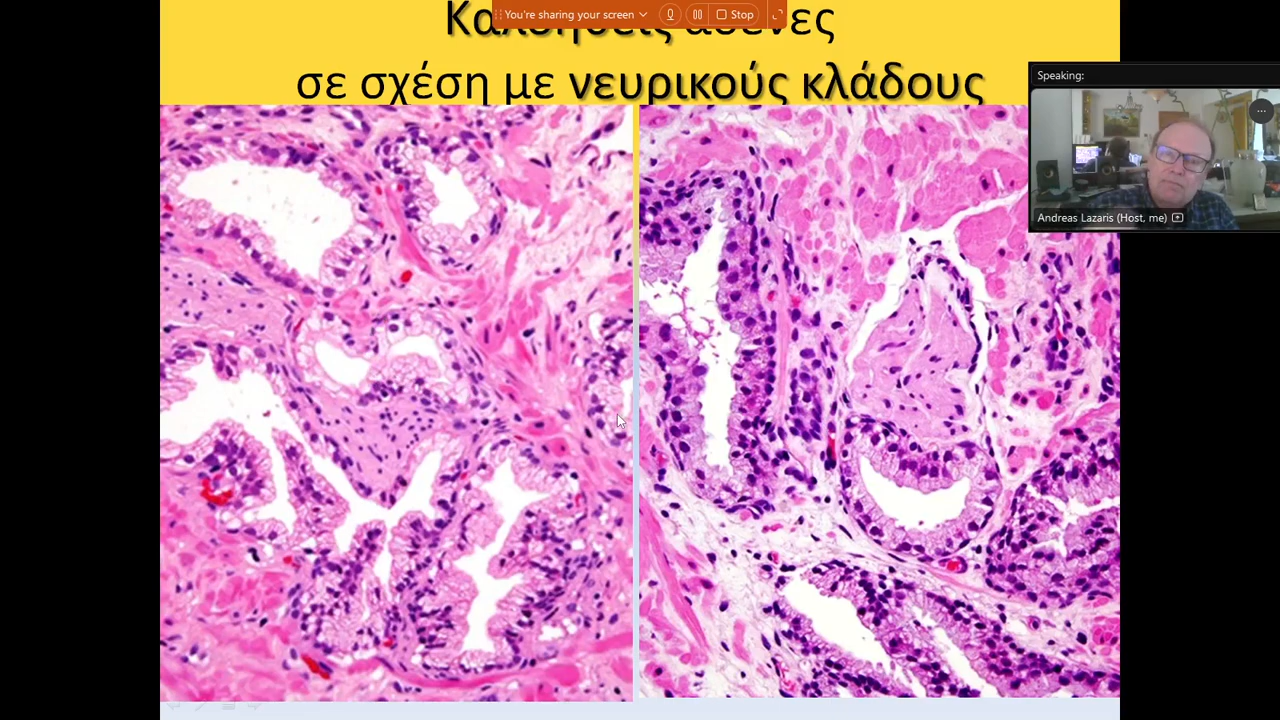 You're sharing your screen
Stop
σε σχέση με νευρικούς κλάδους
Speaking:
Andreas Lazaris (Host, me)